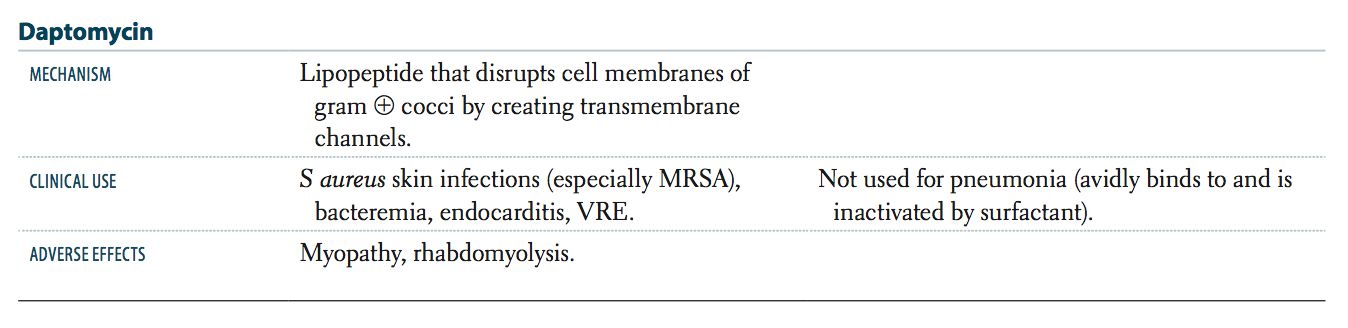 Daptomycin
MECHANISM
Lipopeptide that disrupts cell membranes of
gram ⊕ cocci by creating transmembrane
channels.
CLINICAL USE
S aureus skin infections (especially MRSA),
bacteremia, endocarditis, VRE.
Not used for pneumonia (avidly binds to and is
inactivated by surfactant).
ADVERSE EFFECTS
Myopathy, rhabdomyolysis.